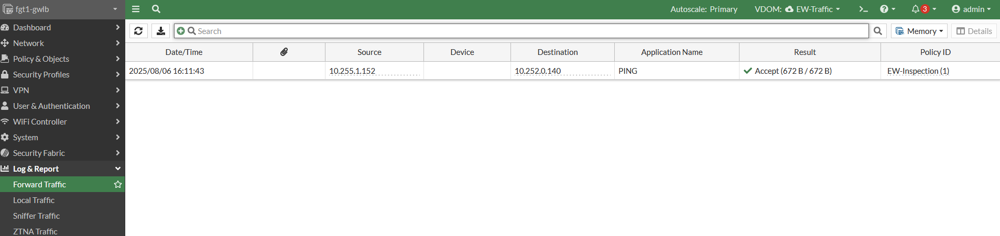 fgt1-gwlb
Autoscale: Primary
VDOM: EW-Traffic
3
admin
Dashboard
Network
Policy & Objects
Security Profiles
VPN
User & Authentication
WiFi Controller
System
Security Fabric
Log & Report
Forward Traffic
Local Traffic
Sniffer Traffic
ZTNA Traffic
Search
Memory
Details
Date/Time Source Device Destination Application Name Result Policy ID
2025/08/06 16:11:43 10.255.1.152 10.252.0.140 PING Accept (672 B / 672 B) EW-Inspection (1)